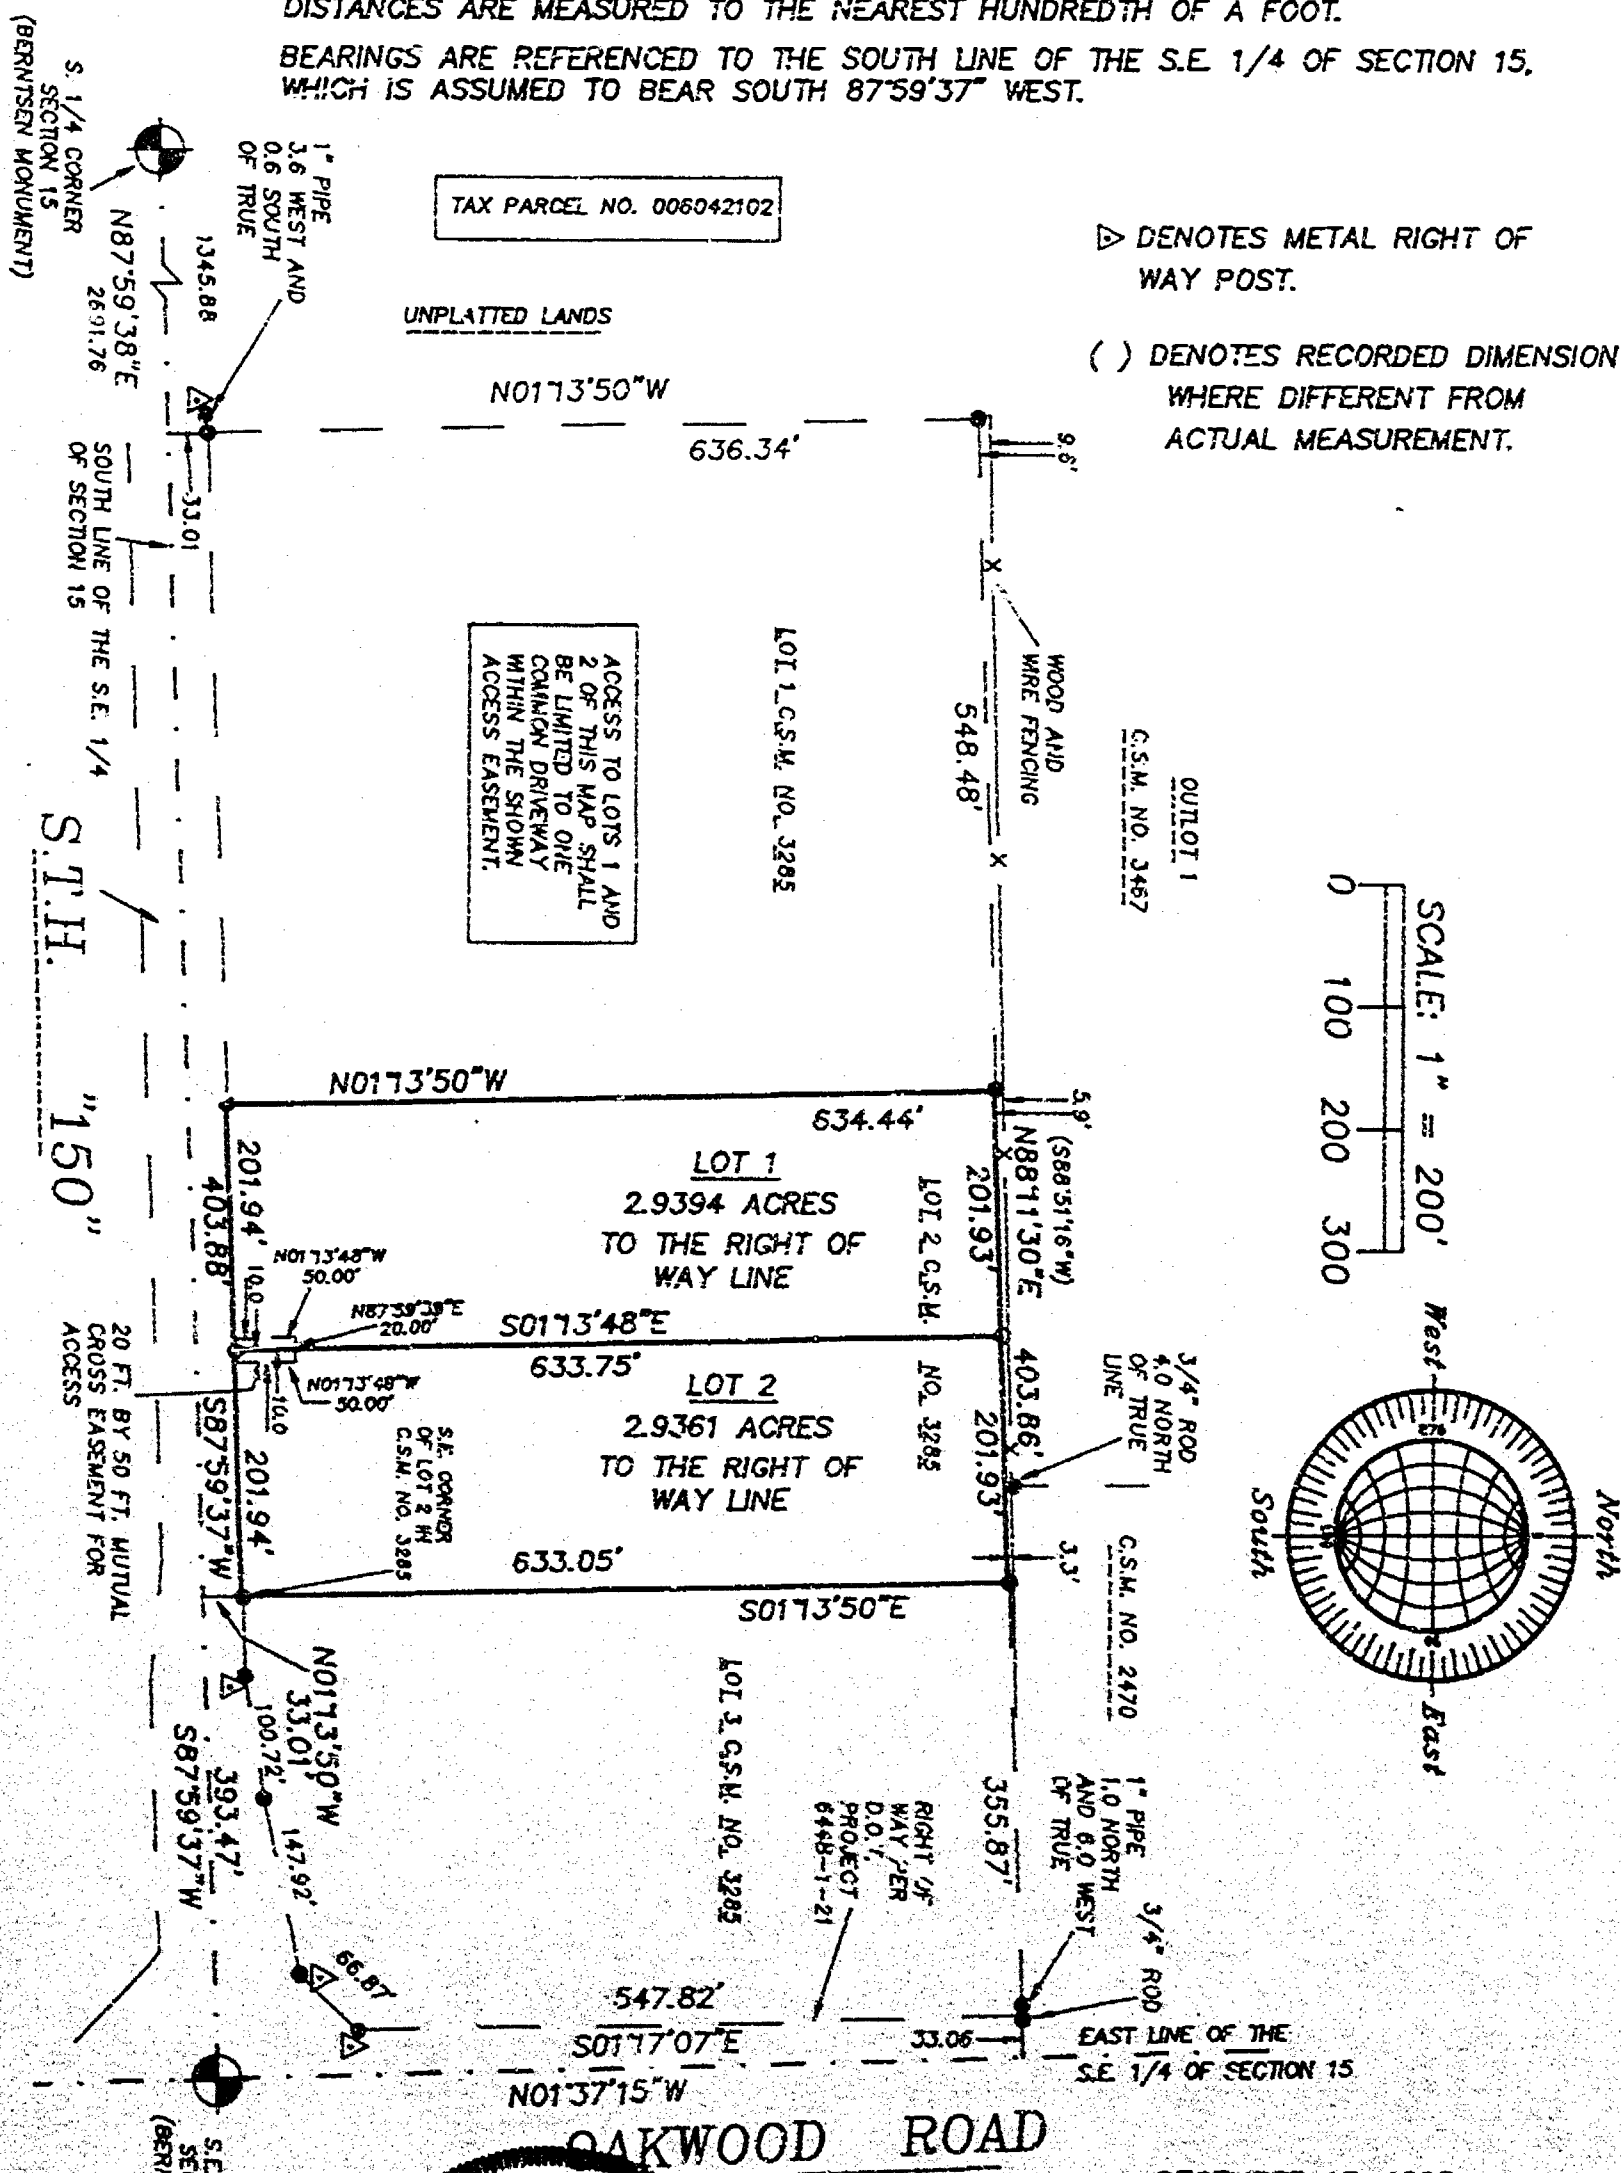 DISTANCES ARE MEASURED TO THE NEAREST HUNDREDTH OF A FOOT.
BEARINGS ARE REFERENCED TO THE SOUTH LINE OF THE S.E. 1/4 OF SECTION 15,
WHICH IS ASSUMED TO BEAR SOUTH 87°59'37" WEST.
S. 1/4 CORNER
SECTION 15
(BERNTSEN MONUMENT)
1" PIPE
3.6 WEST AND
0.6 SOUTH
OF TRUE
TAX PARCEL NO. 006042102
DENOTES METAL RIGHT OF
WAY POST.
( ) DENOTES RECORDED DIMENSION
WHERE DIFFERENT FROM
ACTUAL MEASUREMENT.
UNPLATTED LANDS
1345.88
N87°59'38"E
2691.76
N01°13'50"W
636.34'
9.6'
33.01
SOUTH LINE OF THE S.E. 1/4
OF SECTION 15
WOOD AND
WIRE FENCING
548.48'
LOT 1 C.S.M. NO. 3285
ACCESS TO LOTS 1 AND
2 OF THIS MAP SHALL
BE LIMITED TO ONE
COMMON DRIVEWAY
WITHIN THE SHOWN
ACCESS EASEMENT.
OUTLOT 1
C.S.M. NO. 3467
SCALE: 1" = 200'
0 100 200 300
S.T.H. "150"
N01°13'50"W
634.44'
5.9'
(S88°51'16"W)
N88°11'30"E
201.93'
LOT 1
2.9394 ACRES
TO THE RIGHT OF
WAY LINE
LOT 2 C.S.M. NO. 3285
201.94'
403.88'
10.0
N01°13'48"W
50.00'
N87°59'39"E
20.00'
S01°13'48"E
633.75'
N01°13'48"W
50.00'
10.0
20 FT. BY 50 FT. MUTUAL
CROSS EASEMENT FOR
ACCESS
LOT 2
2.9361 ACRES
TO THE RIGHT OF
WAY LINE
403.86'
201.93'
3/4" ROD
4.0 NORTH
OF TRUE
LINE
West
North
South
East
S87°59'37"W
201.94'
S.E. CORNER
OF LOT 2 IN
C.S.M. NO. 3285
633.05'
S01°13'50"E
3.3'
C.S.M. NO. 2470
N01°13'50"W
33.01'
100.72'
147.92'
393.47'
S87°59'37"W
LOT 3 C.S.M. NO. 3285
RIGHT OF
WAY PER
D.O.T.
PROJECT
6448-1-21
355.87'
1" PIPE
1.0 NORTH
AND 6.0 WEST
OF TRUE
3/4" ROD
66.87'
547.82'
S01°17'07"E
33.06
EAST LINE OF THE
S.E. 1/4 OF SECTION 15
N01°37'15"W
OAKWOOD ROAD